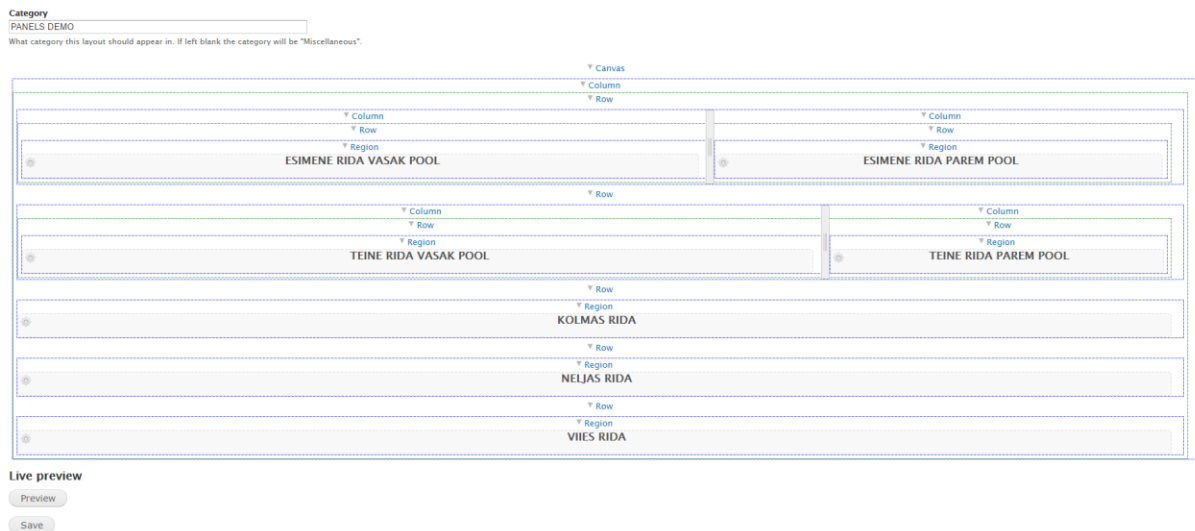 Category
PANELS DEMO
What category this layout should appear in. If left blank the category will be "Miscellaneous".
Canvas
Column
Row
Column Column
Row Row
Region Region
ESIMENE RIDA VASAK POOL ESIMENE RIDA PAREM POOL
Row
Column Column
Row Row
Region Region
TEINE RIDA VASAK POOL TEINE RIDA PAREM POOL
Row
Region
KOLMAS RIDA
Row
Region
NELJAS RIDA
Row
Region
VIIES RIDA
Live preview
Preview
Save